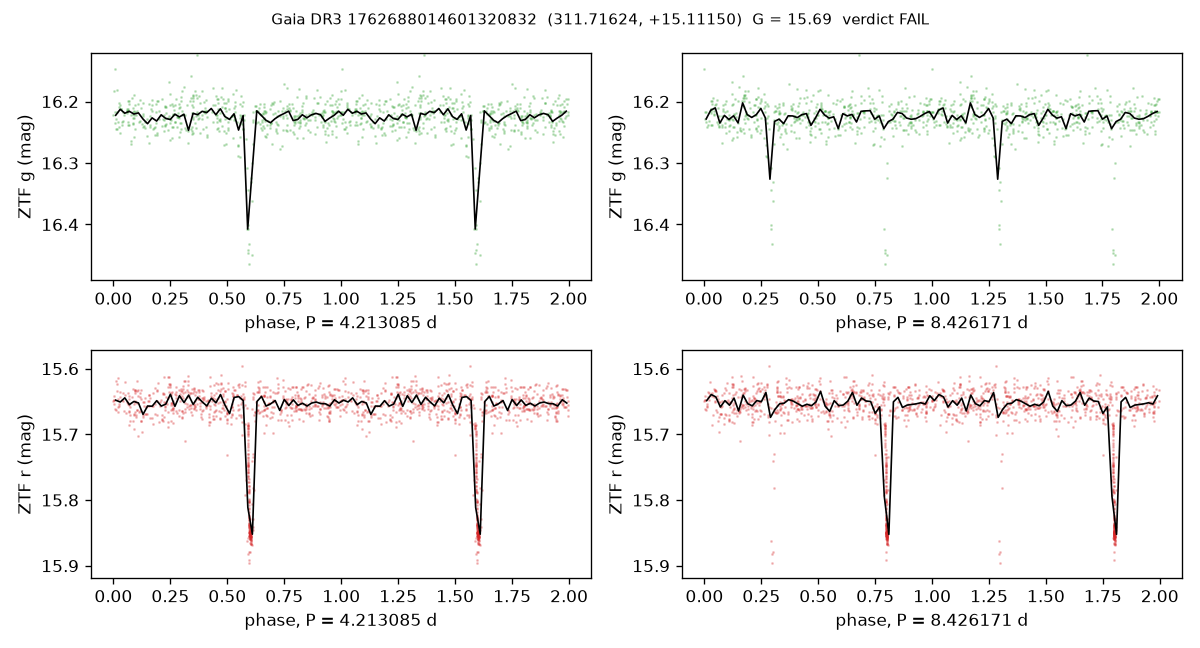 Gaia DR3 1762688014601320832 (311.71624, +15.11150) G = 15.69 verdict FAIL
ZTF g (mag)
16.2
16.3
16.4
0.00 0.25 0.50 0.75 1.00 1.25 1.50 1.75 2.00
phase, P = 4.213085 d
ZTF g (mag)
16.2
16.3
16.4
0.00 0.25 0.50 0.75 1.00 1.25 1.50 1.75 2.00
phase, P = 8.426171 d
ZTF r (mag)
15.6
15.7
15.8
15.9
0.00 0.25 0.50 0.75 1.00 1.25 1.50 1.75 2.00
phase, P = 4.213085 d
ZTF r (mag)
15.6
15.7
15.8
15.9
0.00 0.25 0.50 0.75 1.00 1.25 1.50 1.75 2.00
phase, P = 8.426171 d